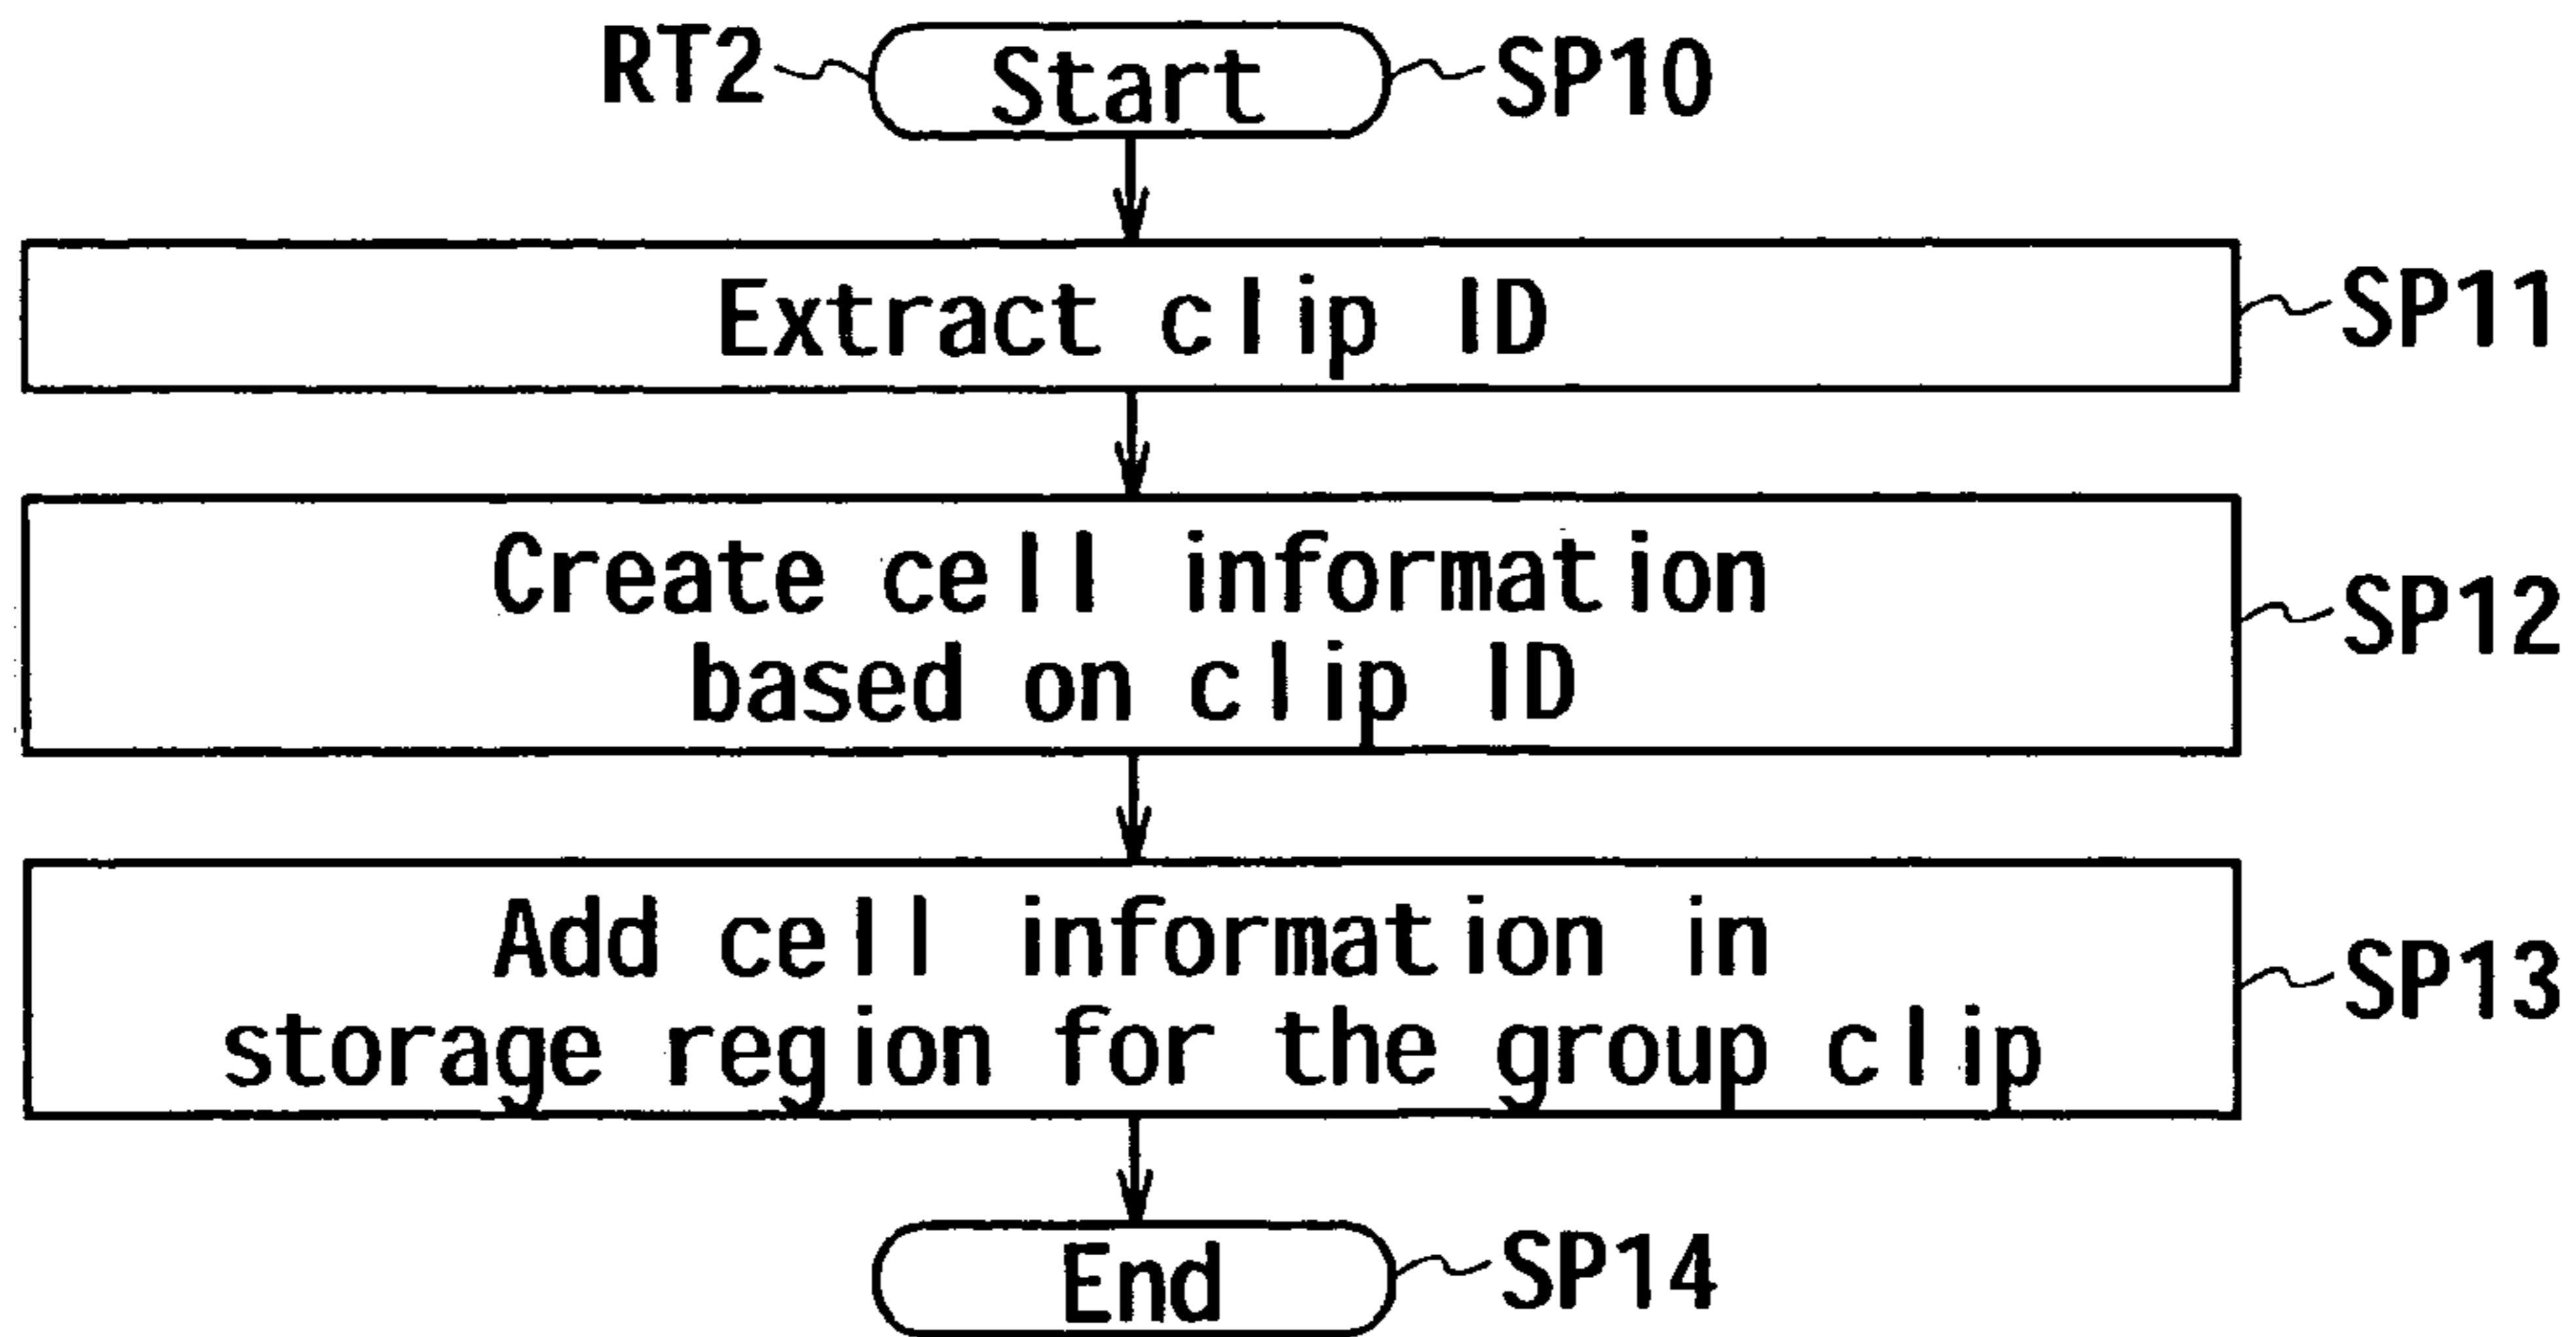 RT2 Start SP10
Extract clip ID SP11
Create cell information
based on clip ID SP12
Add cell information in
storage region for the group clip SP13
End SP14